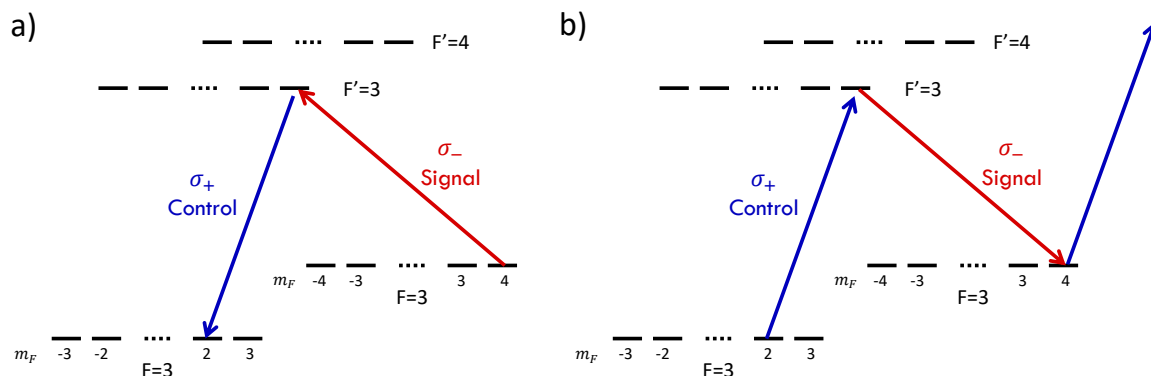 a)
F'=4
F'=3
σ₊
Control
σ₋
Signal
m_F -4 -3 3 4
F=3
m_F -3 -2 2 3
F=3
b)
F'=4
F'=3
σ₊
Control
σ₋
Signal
m_F -4 -3 3 4
F=3
m_F -3 -2 2 3
F=3